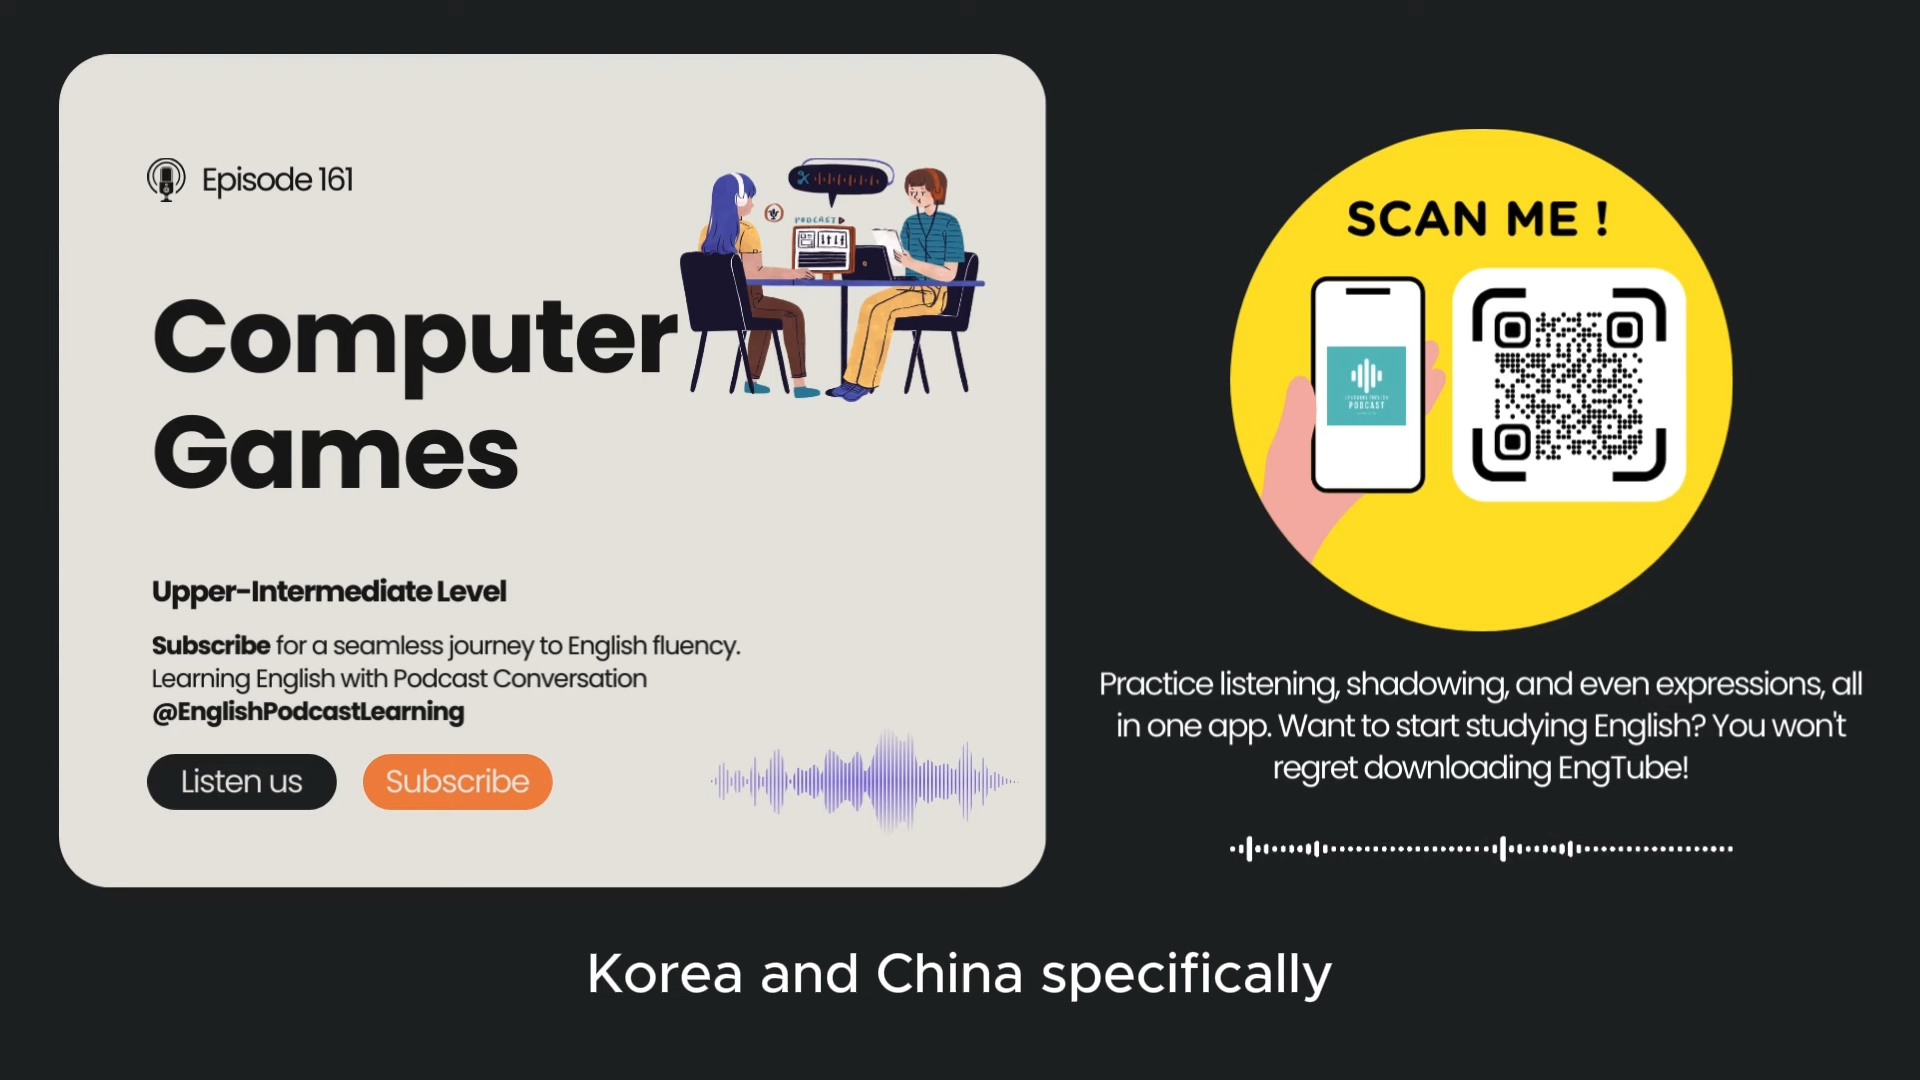 Episode 161
PODCAST
Computer
Games
Upper-Intermediate Level
Subscribe for a seamless journey to English fluency.
Learning English with Podcast Conversation
@EnglishPodcastLearning
Listen us
Subscribe
SCAN ME !
PODCAST
Practice listening, shadowing, and even expressions, all
in one app. Want to start studying English? You won't
regret downloading EngTube!
Korea and China specifically